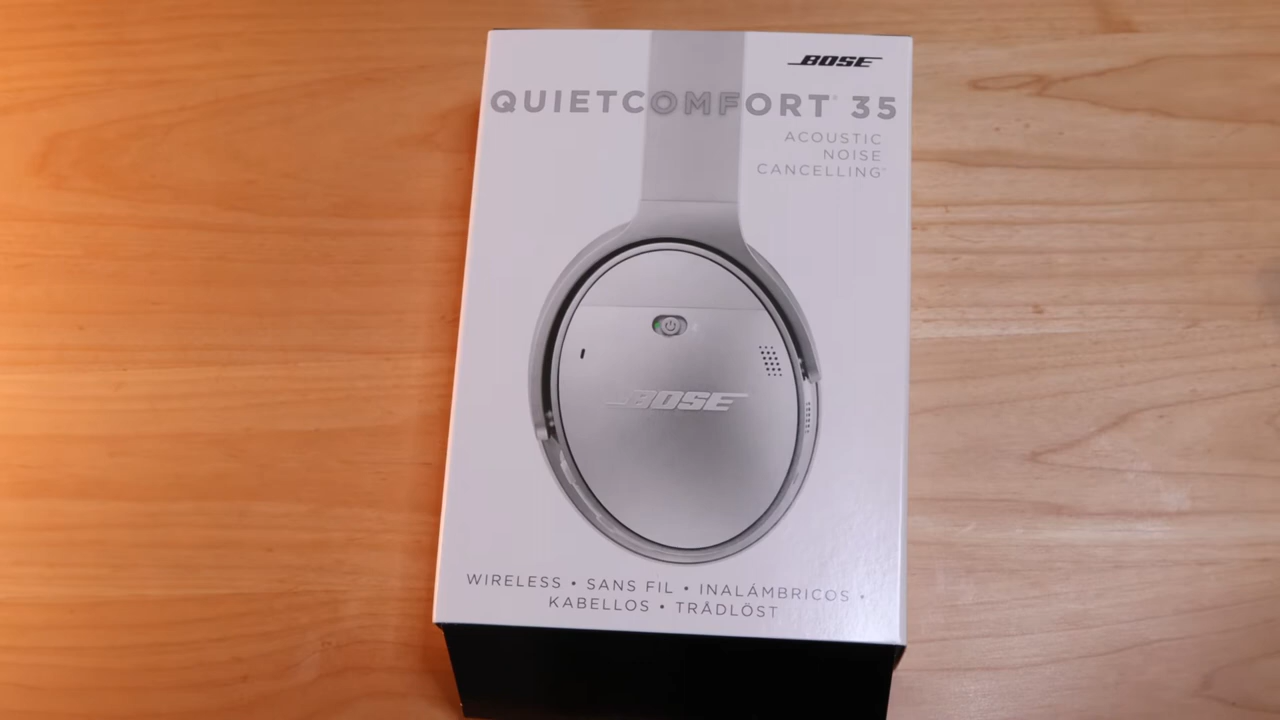 BOSE
QUIETCOMFORT® 35
ACOUSTIC
NOISE
CANCELLING®
BOSE
WIRELESS • SANS FIL • INALÁMBRICOS •
KABELLOS • TRÅDLÖST